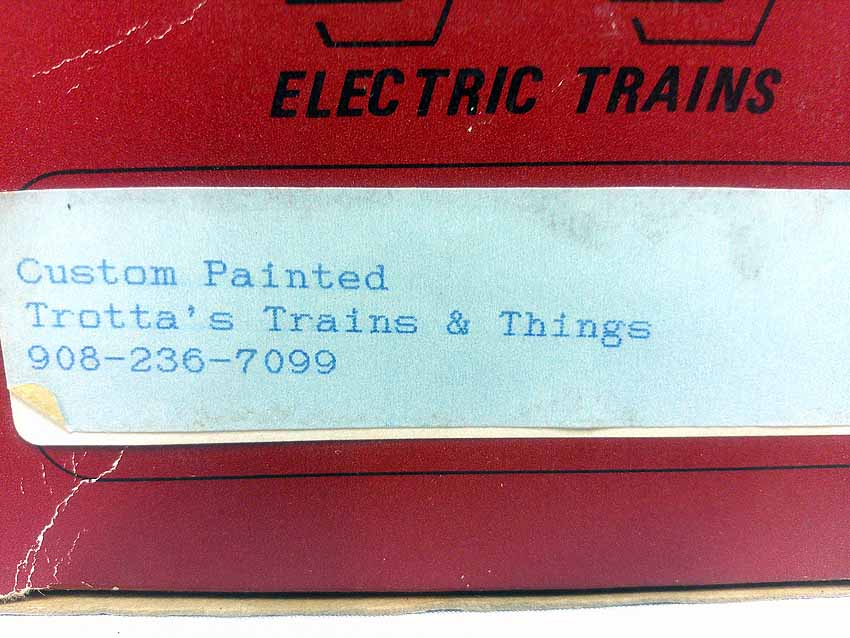 ELECTRIC TRAINS
Custom Painted
Trotta's Trains & Things
908-236-7099